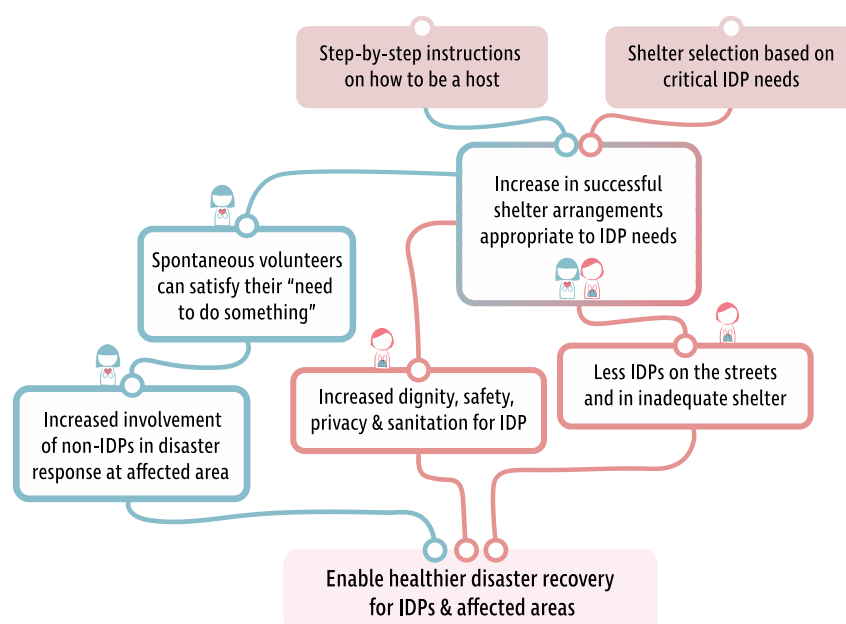 Step-by-step instructions
on how to be a host
Shelter selection based on
critical IDP needs
Increase in successful
shelter arrangements
appropriate to IDP needs
Spontaneous volunteers
can satisfy their “need
to do something”
Less IDPs on the streets
and in inadequate shelter
Increased dignity, safety,
privacy & sanitation for IDP
Increased involvement
of non-IDPs in disaster
response at affected area
Enable healthier disaster recovery
for IDPs & affected areas